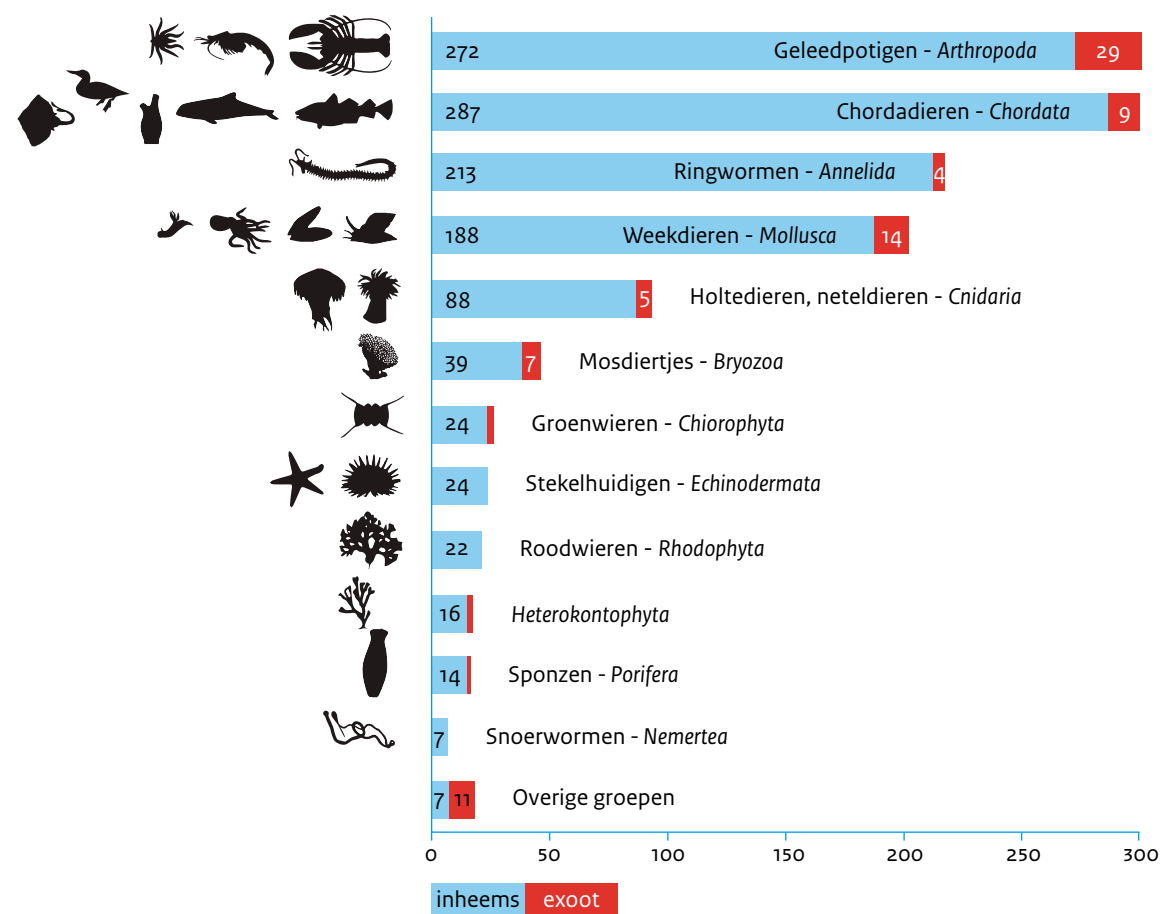 272 Geleedpotigen - Arthropoda 29
287 Chordadieren - Chordata 9
213 Ringwormen - Annelida 4
188 Weekdieren - Mollusca 14
88 5 Holtedieren, neteldieren - Cnidaria
39 7 Mosdiertjes - Bryozoa
24 Groenwieren - Chiorophyta
24 Stekelhuidigen - Echinodermata
22 Roodwieren - Rhodophyta
16 Heterokontophyta
14 Sponzen - Porifera
7 Snoerwormen - Nemertea
7 11 Overige groepen
0 50 100 150 200 250 300
inheems exoot